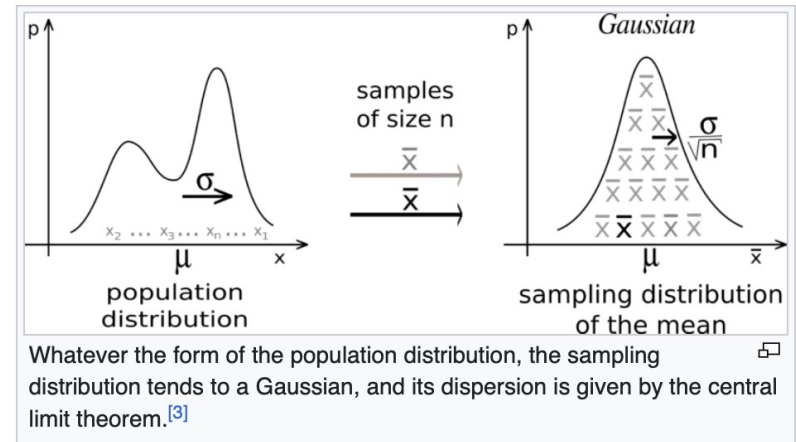 p
σ
x₂ ... x₃ ... xₙ ... x₁
μ
x
population
distribution
samples
of size n
x̄
x̄
Gaussian
p
x̄
x̄ x̄
σ
√n
x̄ x̄ x̄
x̄ x̄ x̄ x̄
x̄ x̄ x̄ x̄ x̄
μ
x̄
sampling distribution
of the mean
Whatever the form of the population distribution, the sampling
distribution tends to a Gaussian, and its dispersion is given by the central
limit theorem.[3]